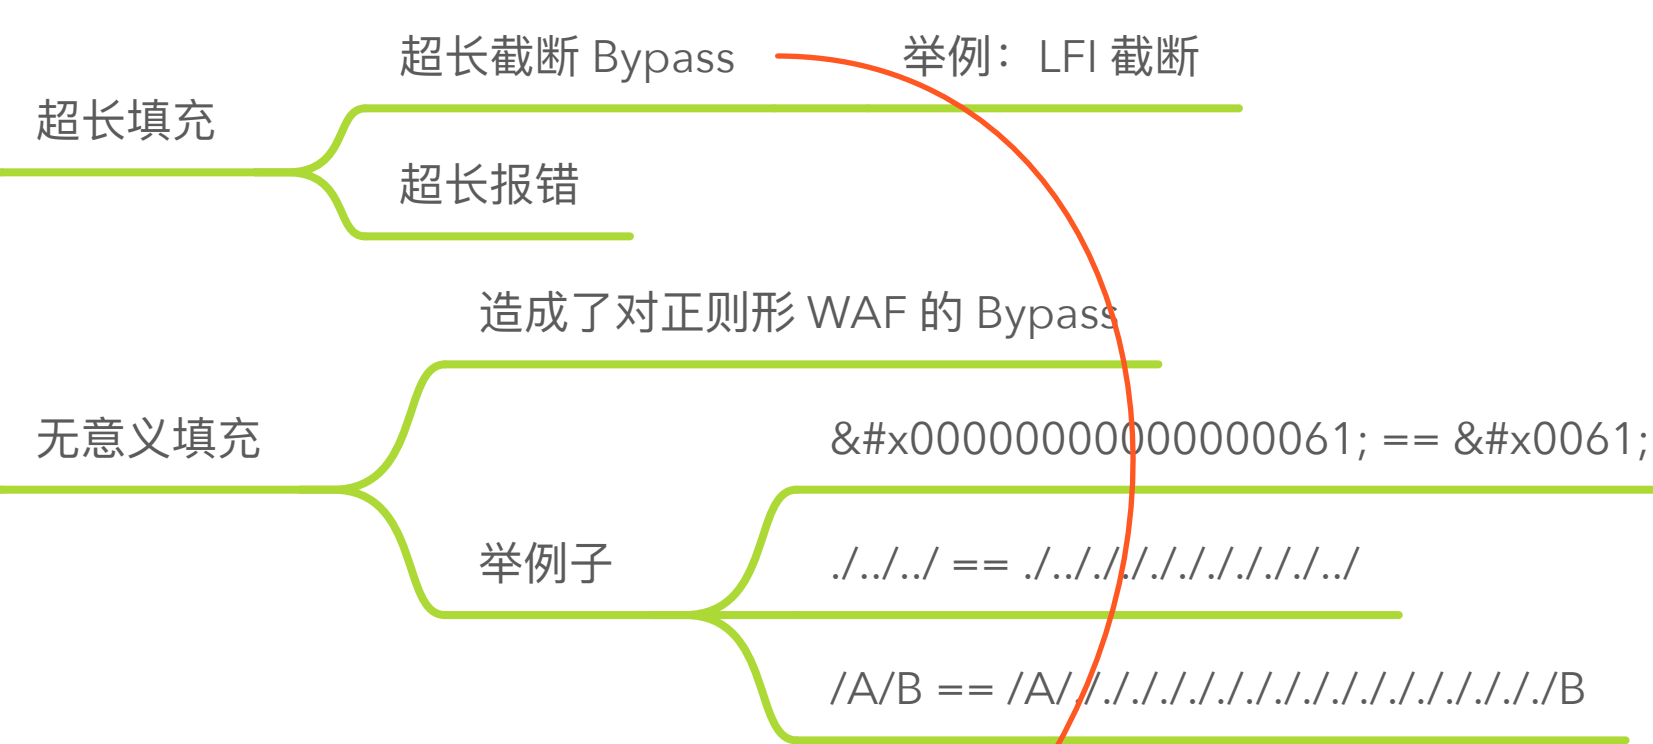 超长截断 Bypass
举例：LFI 截断
超长填充
超长报错
造成了对正则形 WAF 的 Bypass
无意义填充
&#x00000000000000061; == &#x0061;
举例子
./../../ == ./.././././././././../
/A/B == /A/./././././././././././././././././B